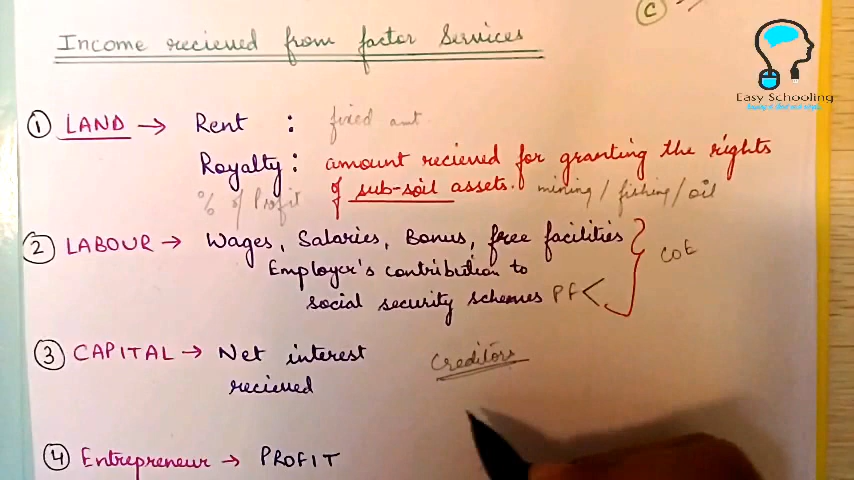 C
Income recieved from factor Services
Easy Schooling
① LAND → Rent : fixed amt.
Royalty : amount recieved for granting the rights
% of Profit of sub-soil assets. mining / fishing / oil
② LABOUR → Wages, Salaries, Bonus, free facilities
Employer's contribution to COE
social security schemes PF <
③ CAPITAL → Net interest Creditors
recieved
④ Entrepreneur → PROFIT